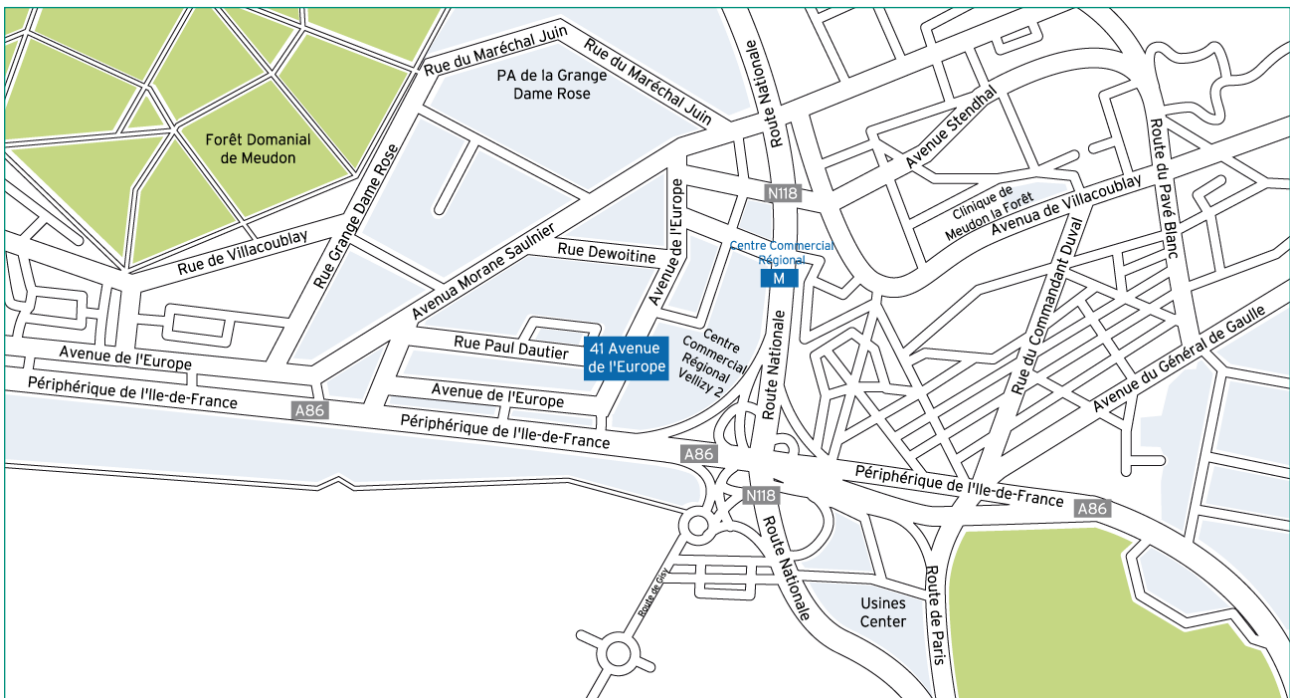 Rue du Maréchal Juin
Rue du Maréchal Juin
PA de la Grange
Dame Rose
Route Nationale
Avenue Stendhal
Forêt Domanial
de Meudon
Rue Grange Dame Rose
Route du Pavé Blanc
N118
Clinique de
Meudon la Forêt
Avenua de Villacoublay
Rue de Villacoublay
Avenua Morane Saulnier
Rue Dewoitine
Avenue de l'Europe
Centre Commercial
Régional
M
Rue du Commandant Duval
Avenue de l'Europe
Rue Paul Dautier
41 Avenue
de l'Europe
Centre
Commercial
Régional
Vellizy 2
Route Nationale
Avenue du Général de Gaulle
Périphérique de l'Ile-de-France
A86
Avenue de l'Europe
Périphérique de l'Ile-de-France
A86
Périphérique de l'Ile-de-France
A86
N118
Route Nationale
Route de Gisy
Usines
Center
Route de Paris